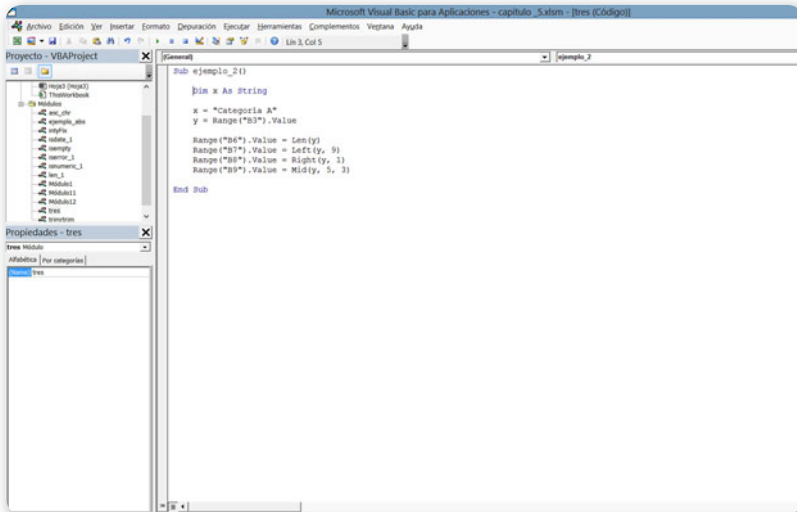 Microsoft Visual Basic para Aplicaciones - capítulo _5.xlsm - [tres (Código)]
Archivo Edición Ver Insertar Formato Depuración Ejecutar Herramientas Complementos Ventana Ayuda
Lín 3, Col 5
Proyecto - VBAProject
Hoja3 (Hoja3)
ThisWorkbook
Módulos
asc_chr
ejemplo_abs
intyFix
isdate_1
isempty
iserror_1
isnumeric_1
len_1
Módulo1
Módulo11
Módulo12
tres
trimrtrim
Propiedades - tres
tres Módulo
Alfabética Por categorías
(Name) tres
(General)
ejemplo_2
Sub ejemplo_2()
Dim x As String
x = "Categoría A"
y = Range("B3").Value
Range("B6").Value = Len(y)
Range("B7").Value = Left(y, 9)
Range("B8").Value = Right(y, 1)
Range("B9").Value = Mid(y, 5, 3)
End Sub